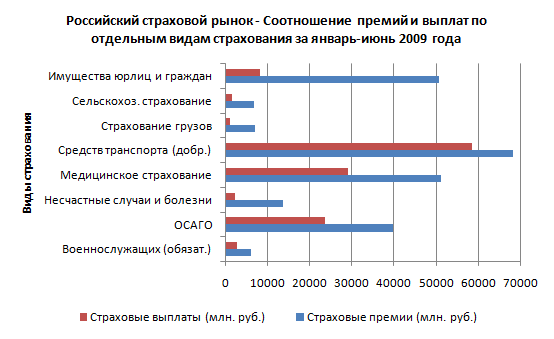 Российский страховой рынок - Соотношение премий и выплат по
отдельным видам страхования за январь-июнь 2009 года
Виды страхования
Имущества юрлиц и граждан
Сельскохоз. страхование
Страхование грузов
Средств транспорта (добр.)
Медицинское страхование
Несчастные случаи и болезни
ОСАГО
Военнослужащих (обязат.)
0 10000 20000 30000 40000 50000 60000 70000
Страховые выплаты (млн. руб.) Страховые премии (млн. руб.)